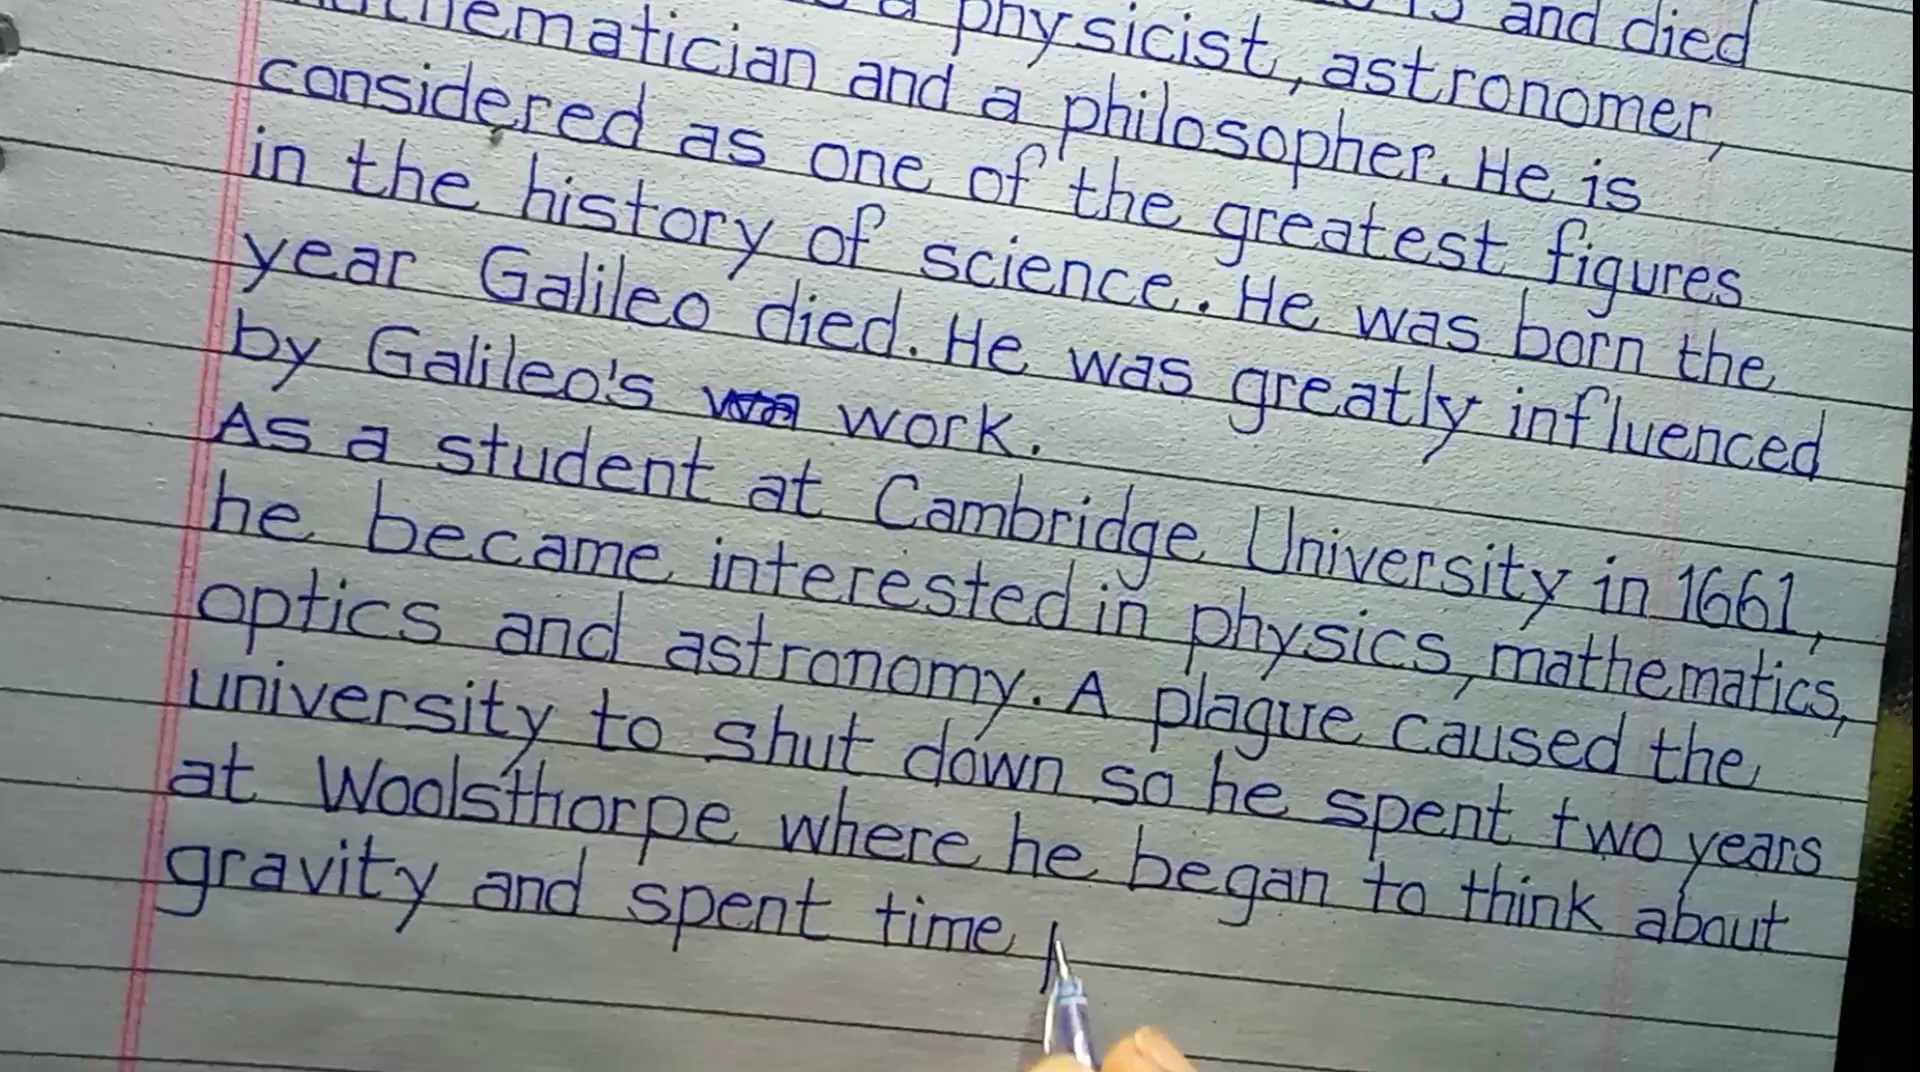 a physicist, astronomer, and died
mathematician and a philosopher. He is
considered as one of the greatest figures
in the history of science. He was born the
year Galileo died. He was greatly influenced
by Galileo's work.
As a student at Cambridge University in 1661,
he became interested in physics, mathematics,
optics and astronomy. A plague caused the
university to shut down so he spent two years
at Woolsthorpe where he began to think about
gravity and spent time